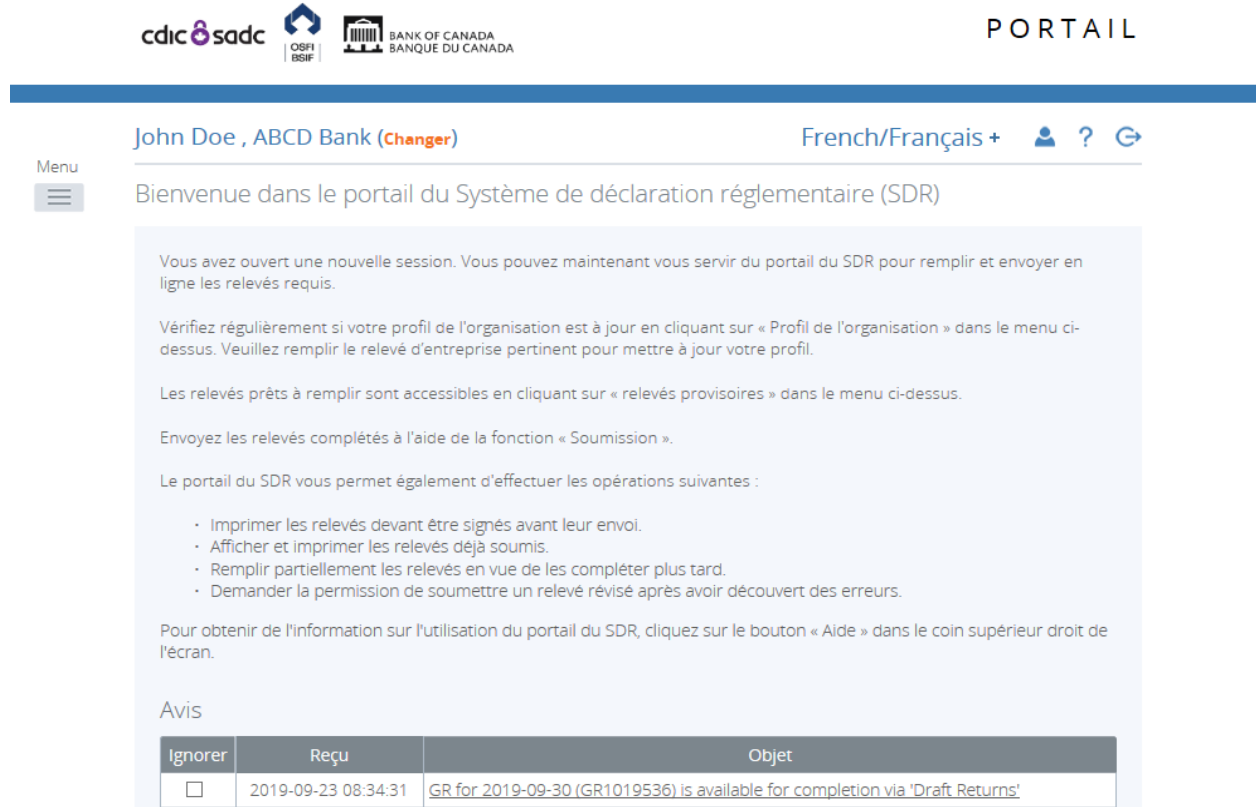 cdic sadc
OSFI
BSIF
BANK OF CANADA
BANQUE DU CANADA
PORTAIL
John Doe , ABCD Bank (Changer)
French/Français +
?
Menu
Bienvenue dans le portail du Système de déclaration réglementaire (SDR)
Vous avez ouvert une nouvelle session. Vous pouvez maintenant vous servir du portail du SDR pour remplir et envoyer en
ligne les relevés requis.
Vérifiez régulièrement si votre profil de l'organisation est à jour en cliquant sur « Profil de l'organisation » dans le menu ci-
dessus. Veuillez remplir le relevé d’entreprise pertinent pour mettre à jour votre profil.
Les relevés prêts à remplir sont accessibles en cliquant sur « relevés provisoires » dans le menu ci-dessus.
Envoyez les relevés complétés à l'aide de la fonction « Soumission ».
Le portail du SDR vous permet également d'effectuer les opérations suivantes :
· Imprimer les relevés devant être signés avant leur envoi.
· Afficher et imprimer les relevés déjà soumis.
· Remplir partiellement les relevés en vue de les compléter plus tard.
· Demander la permission de soumettre un relevé révisé après avoir découvert des erreurs.
Pour obtenir de l'information sur l'utilisation du portail du SDR, cliquez sur le bouton « Aide » dans le coin supérieur droit de
l'écran.
Avis
Ignorer Reçu Objet
2019-09-23 08:34:31 GR for 2019-09-30 (GR1019536) is available for completion via 'Draft Returns'